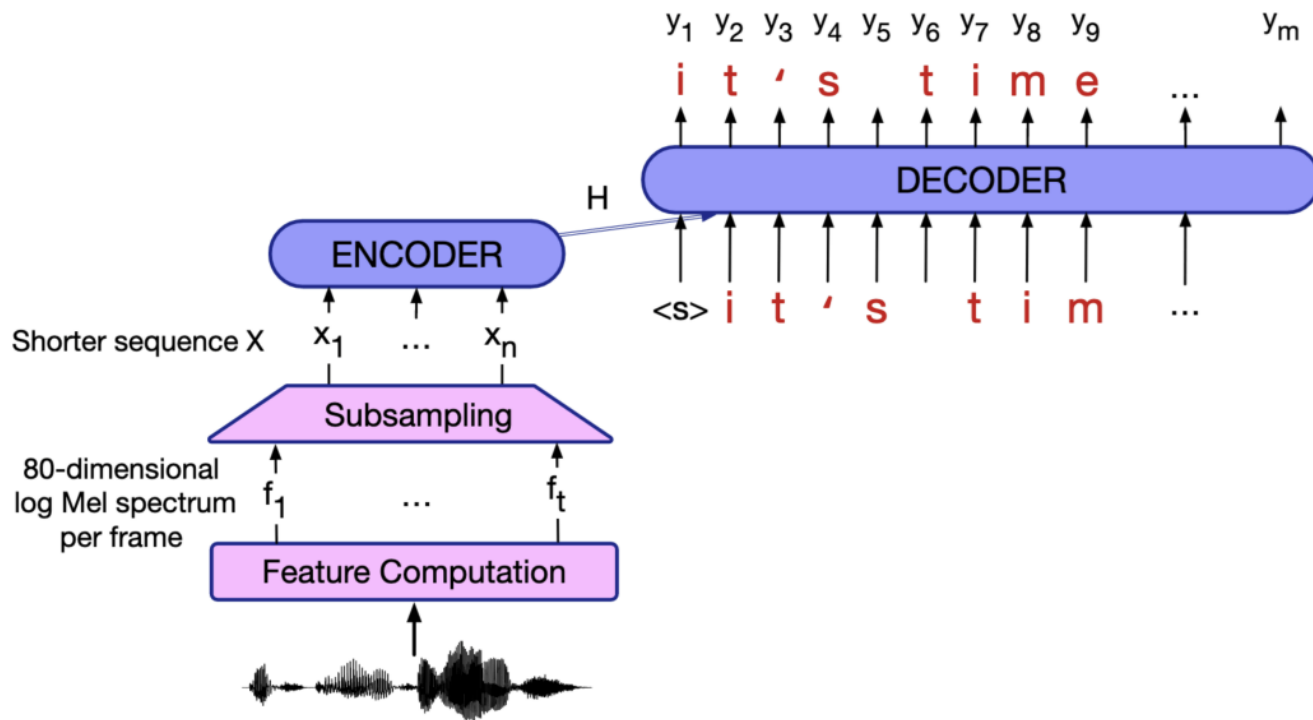 y1 y2 y3 y4 y5 y6 y7 y8 y9 ym
i t ‘ s t i m e ...
DECODER
H
ENCODER
<s> i t ‘ s t i m ...
Shorter sequence X x1 ... xn
Subsampling
80-dimensional
log Mel spectrum
per frame
f1 ... ft
Feature Computation